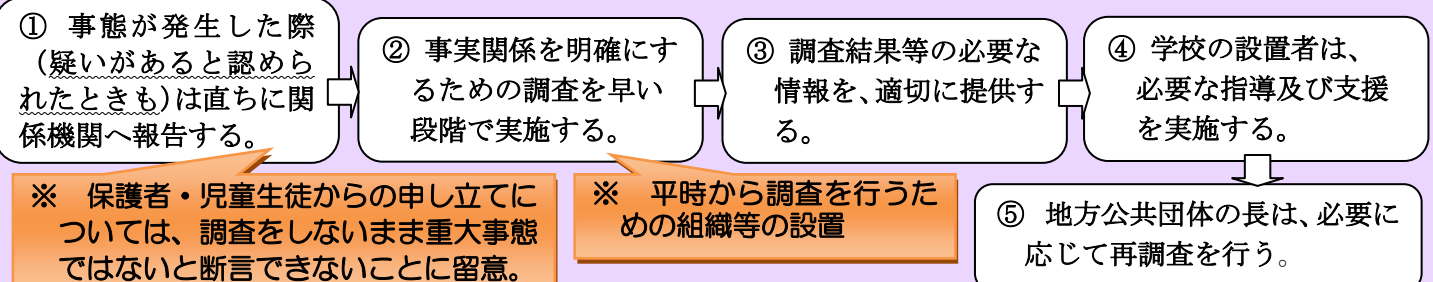 ① 事態が発生した際
（疑いがあると認めら
れたときも）は直ちに関
係機関へ報告する。
② 事実関係を明確にす
るための調査を早い
段階で実施する。
③ 調査結果等の必要な
情報を、適切に提供す
る。
④ 学校の設置者は、
必要な指導及び支援
を実施する。
※　保護者・児童生徒からの申し立てに
ついては、調査をしないまま重大事態
ではないと断言できないことに留意。
※　平時から調査を行うた
めの組織等の設置
⑤ 地方公共団体の長は、必要に
応じて再調査を行う。